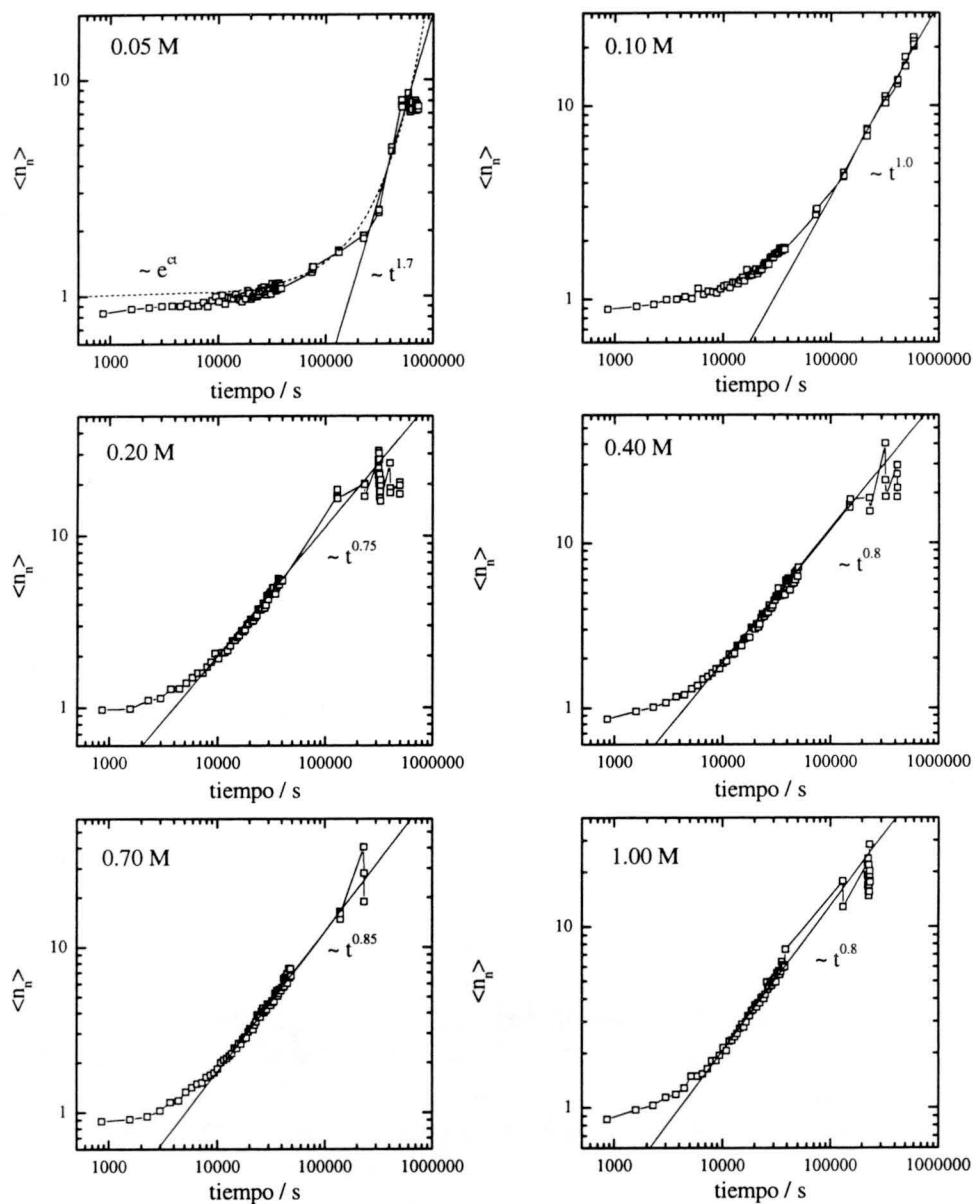 0.05 M
10
1
<n_n>
~ e^ct
~ t^1.7
1000 10000 100000 1000000
tiempo / s
0.10 M
10
1
<n_n>
~ t^1.0
1000 10000 100000 1000000
tiempo / s
0.20 M
10
1
<n_n>
~ t^0.75
1000 10000 100000 1000000
tiempo / s
0.40 M
10
1
<n_n>
~ t^0.8
1000 10000 100000 1000000
tiempo / s
0.70 M
10
1
<n_n>
~ t^0.85
1000 10000 100000 1000000
tiempo / s
1.00 M
10
1
<n_n>
~ t^0.8
1000 10000 100000 1000000
tiempo / s